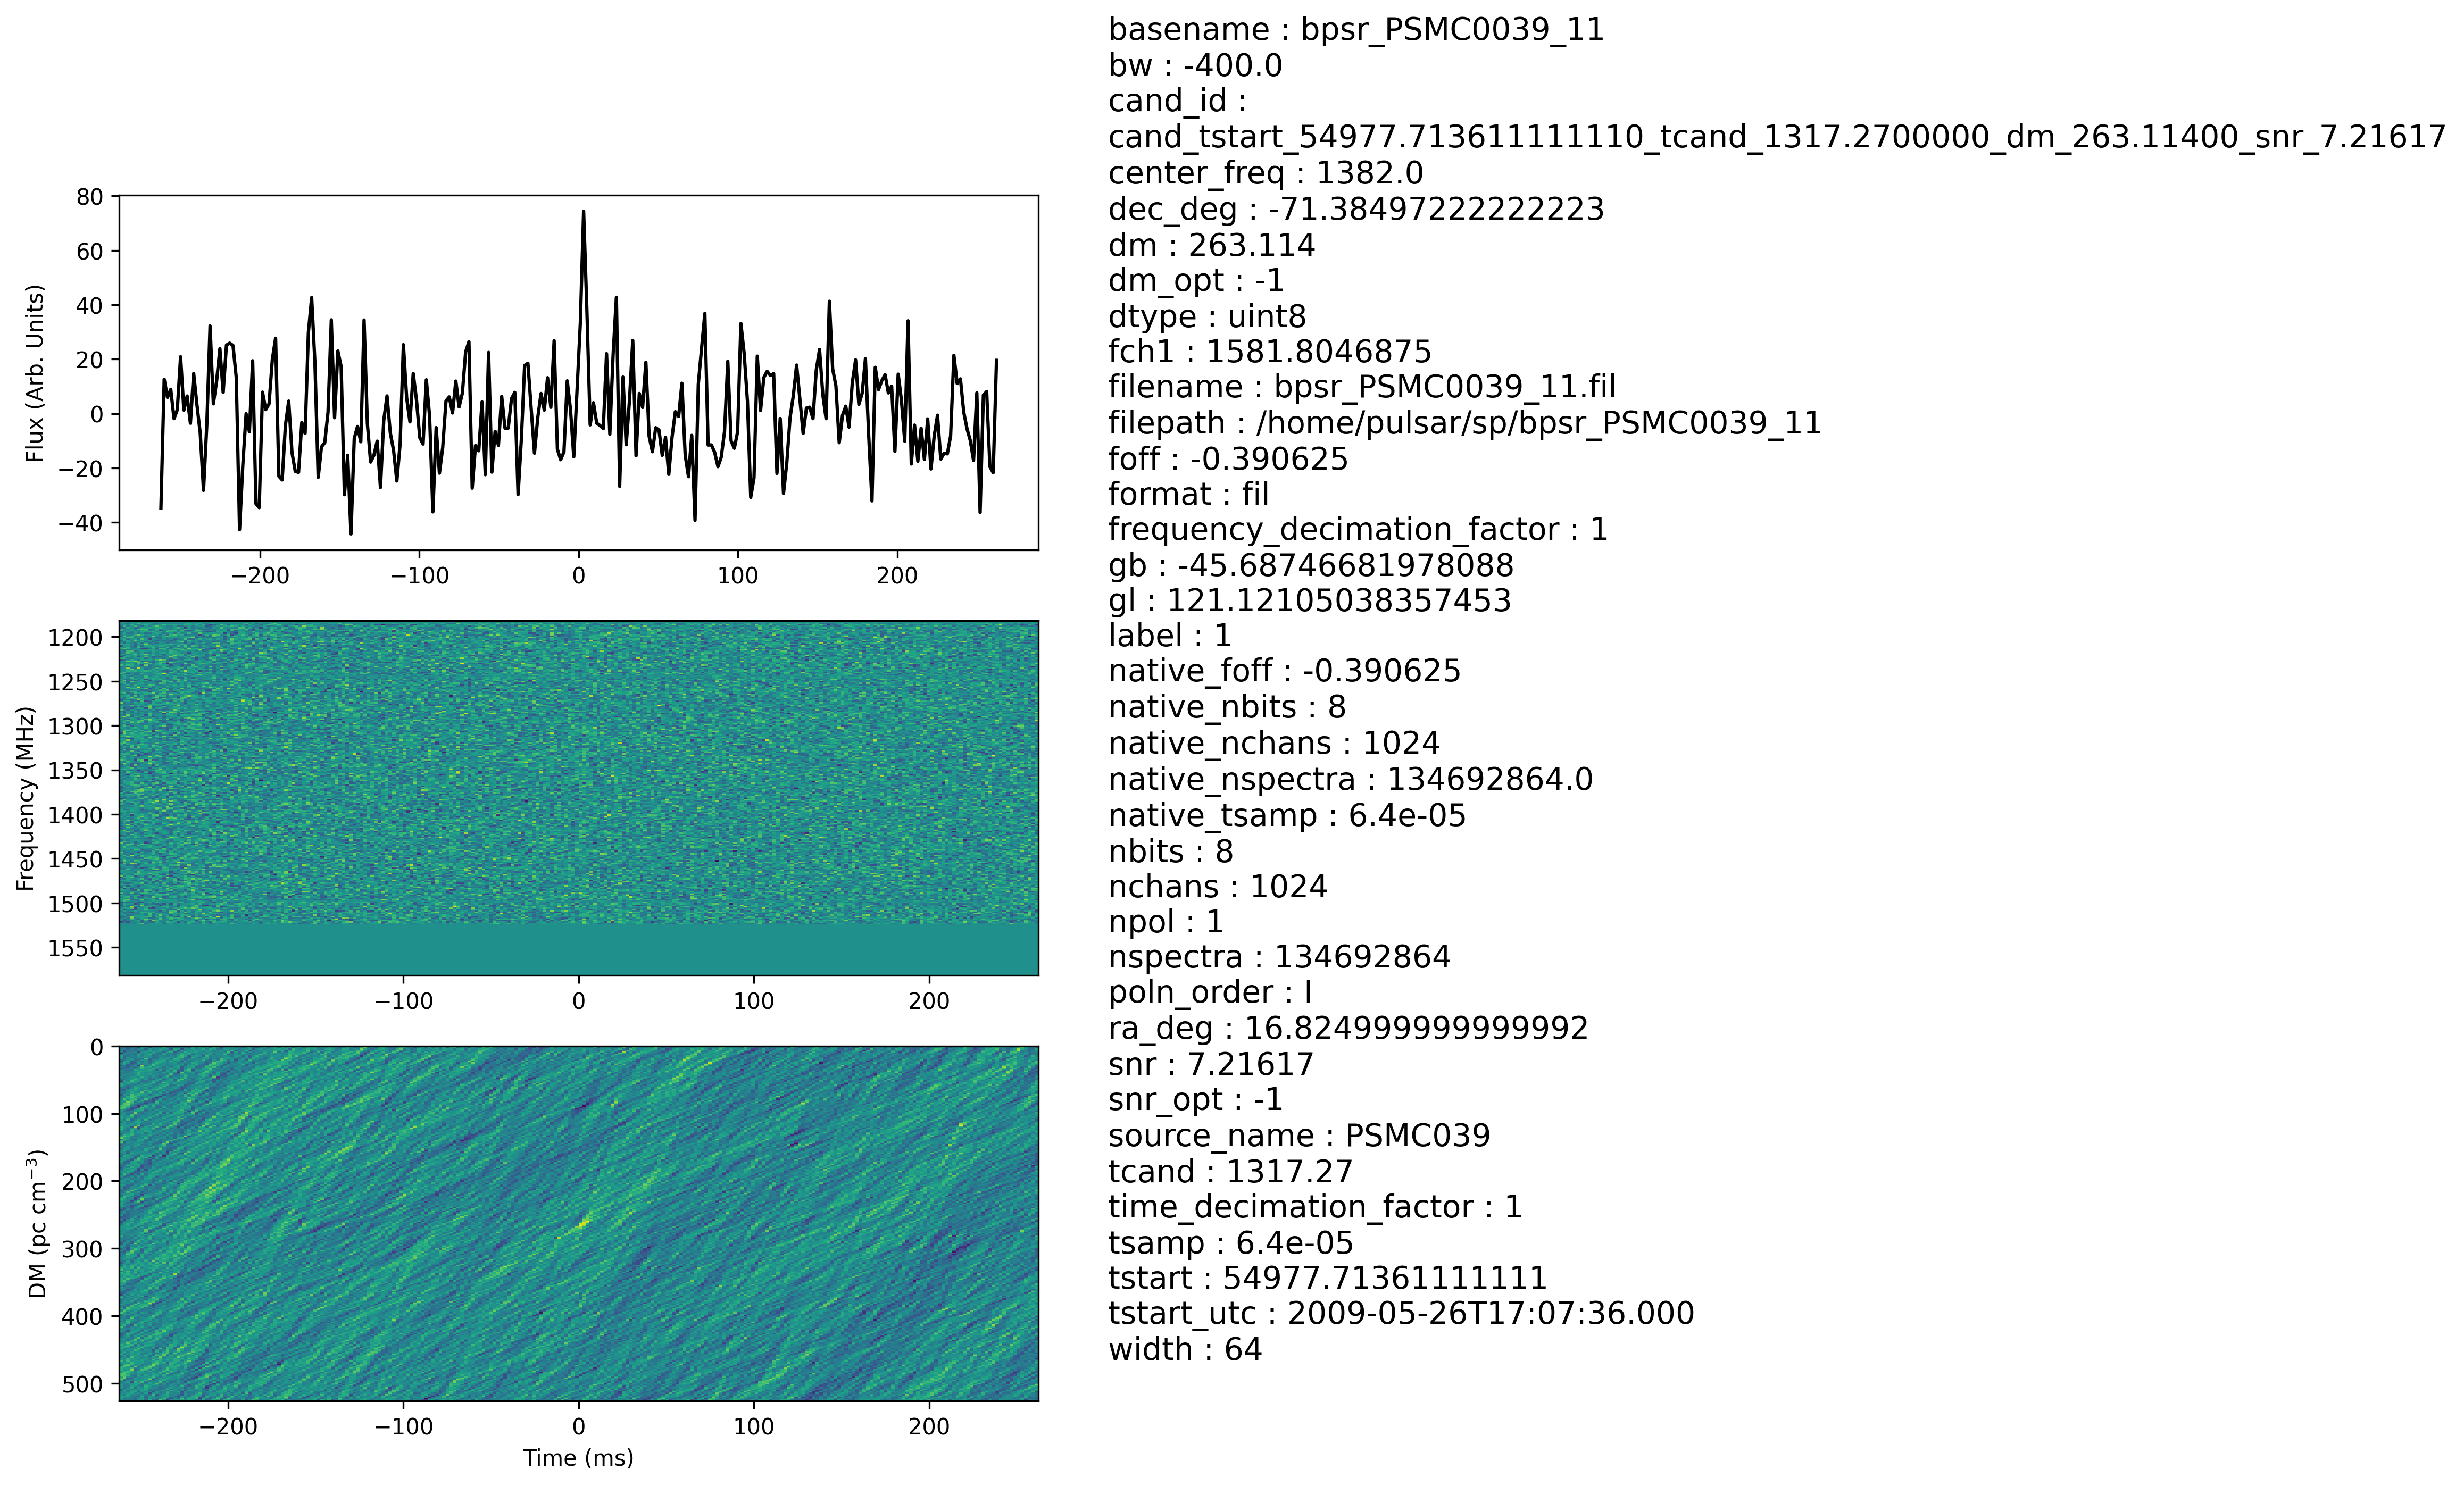 basename : bpsr_PSMC0039_11
bw : -400.0
cand_id :
cand_tstart_54977.713611111110_tcand_1317.2700000_dm_263.11400_snr_7.21617
center_freq : 1382.0
dec_deg : -71.38497222222223
dm : 263.114
dm_opt : -1
dtype : uint8
fch1 : 1581.8046875
filename : bpsr_PSMC0039_11.fil
filepath : /home/pulsar/sp/bpsr_PSMC0039_11
foff : -0.390625
format : fil
frequency_decimation_factor : 1
gb : -45.68746681978088
gl : 121.12105038357453
label : 1
native_foff : -0.390625
native_nbits : 8
native_nchans : 1024
native_nspectra : 134692864.0
native_tsamp : 6.4e-05
nbits : 8
nchans : 1024
npol : 1
nspectra : 134692864
poln_order : I
ra_deg : 16.824999999999992
snr : 7.21617
snr_opt : -1
source_name : PSMC039
tcand : 1317.27
time_decimation_factor : 1
tsamp : 6.4e-05
tstart : 54977.71361111111
tstart_utc : 2009-05-26T17:07:36.000
width : 64
Flux (Arb. Units)
80
60
40
20
0
−20
−40
−200 −100 0 100 200
Frequency (MHz)
1200
1250
1300
1350
1400
1450
1500
1550
−200 −100 0 100 200
DM (pc cm⁻³)
0
100
200
300
400
500
−200 −100 0 100 200
Time (ms)